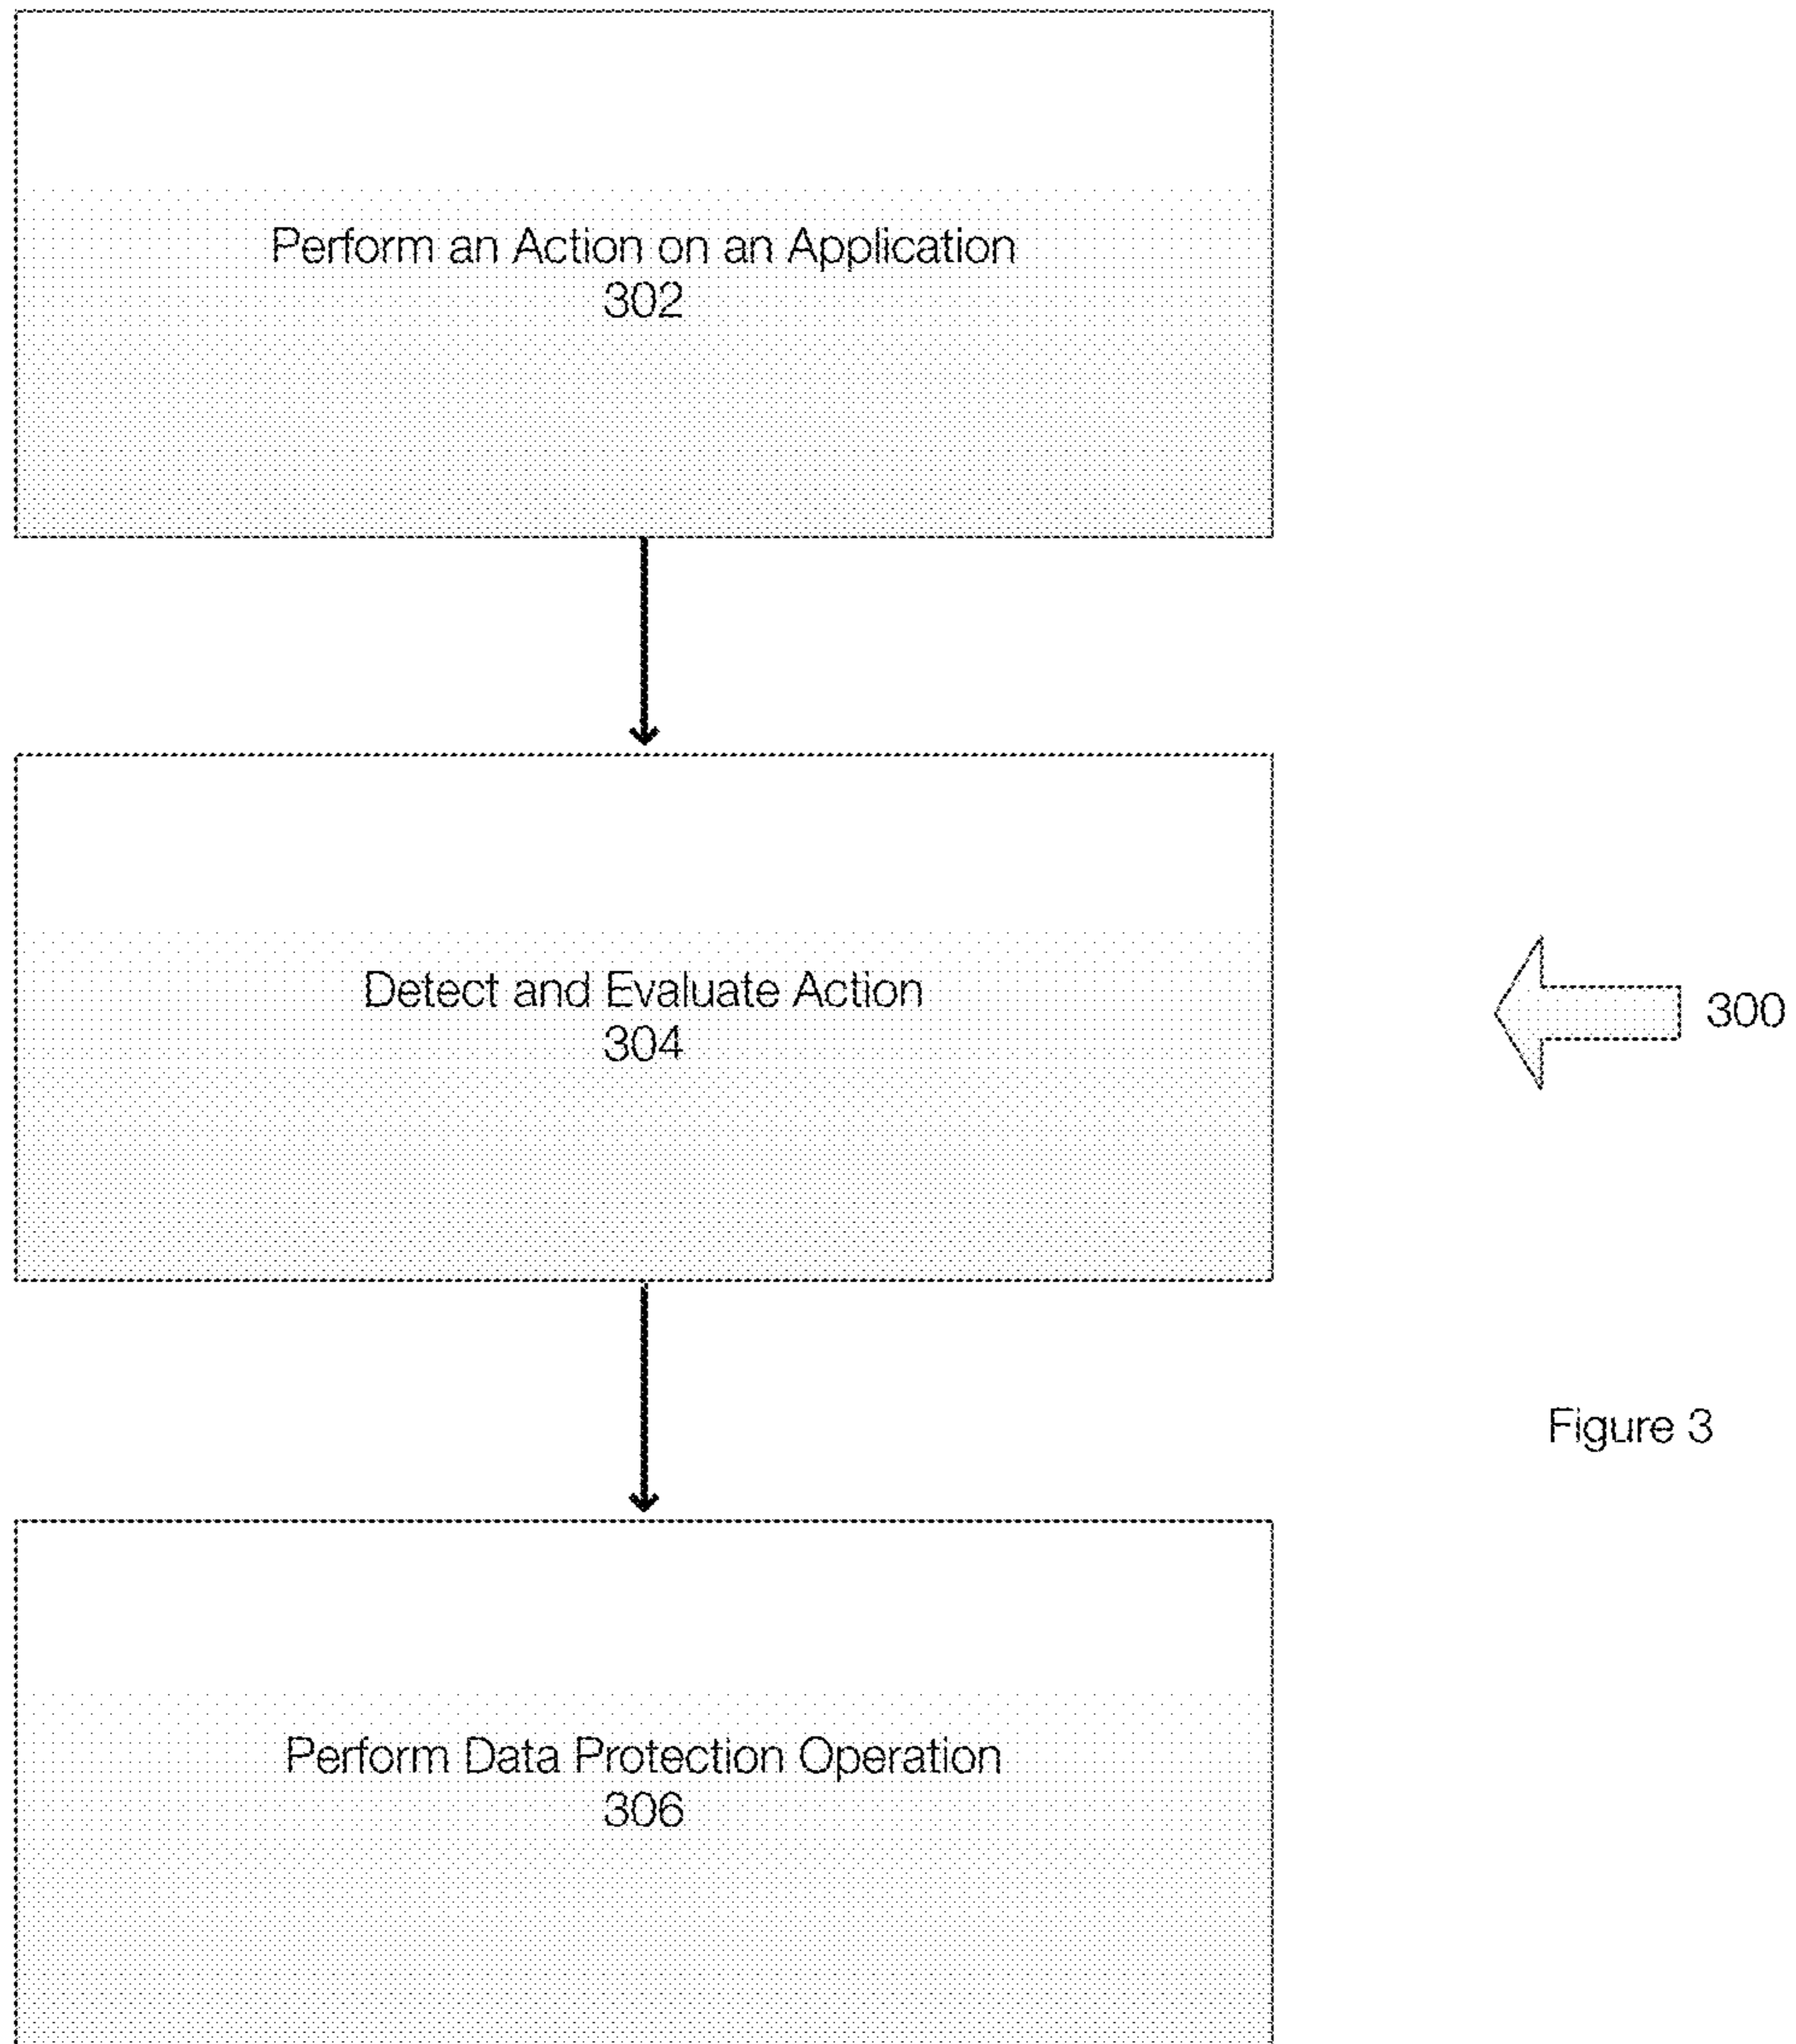 Perform an Action on an Application
302
Detect and Evaluate Action
304
300
Figure 3
Perform Data Protection Operation
306